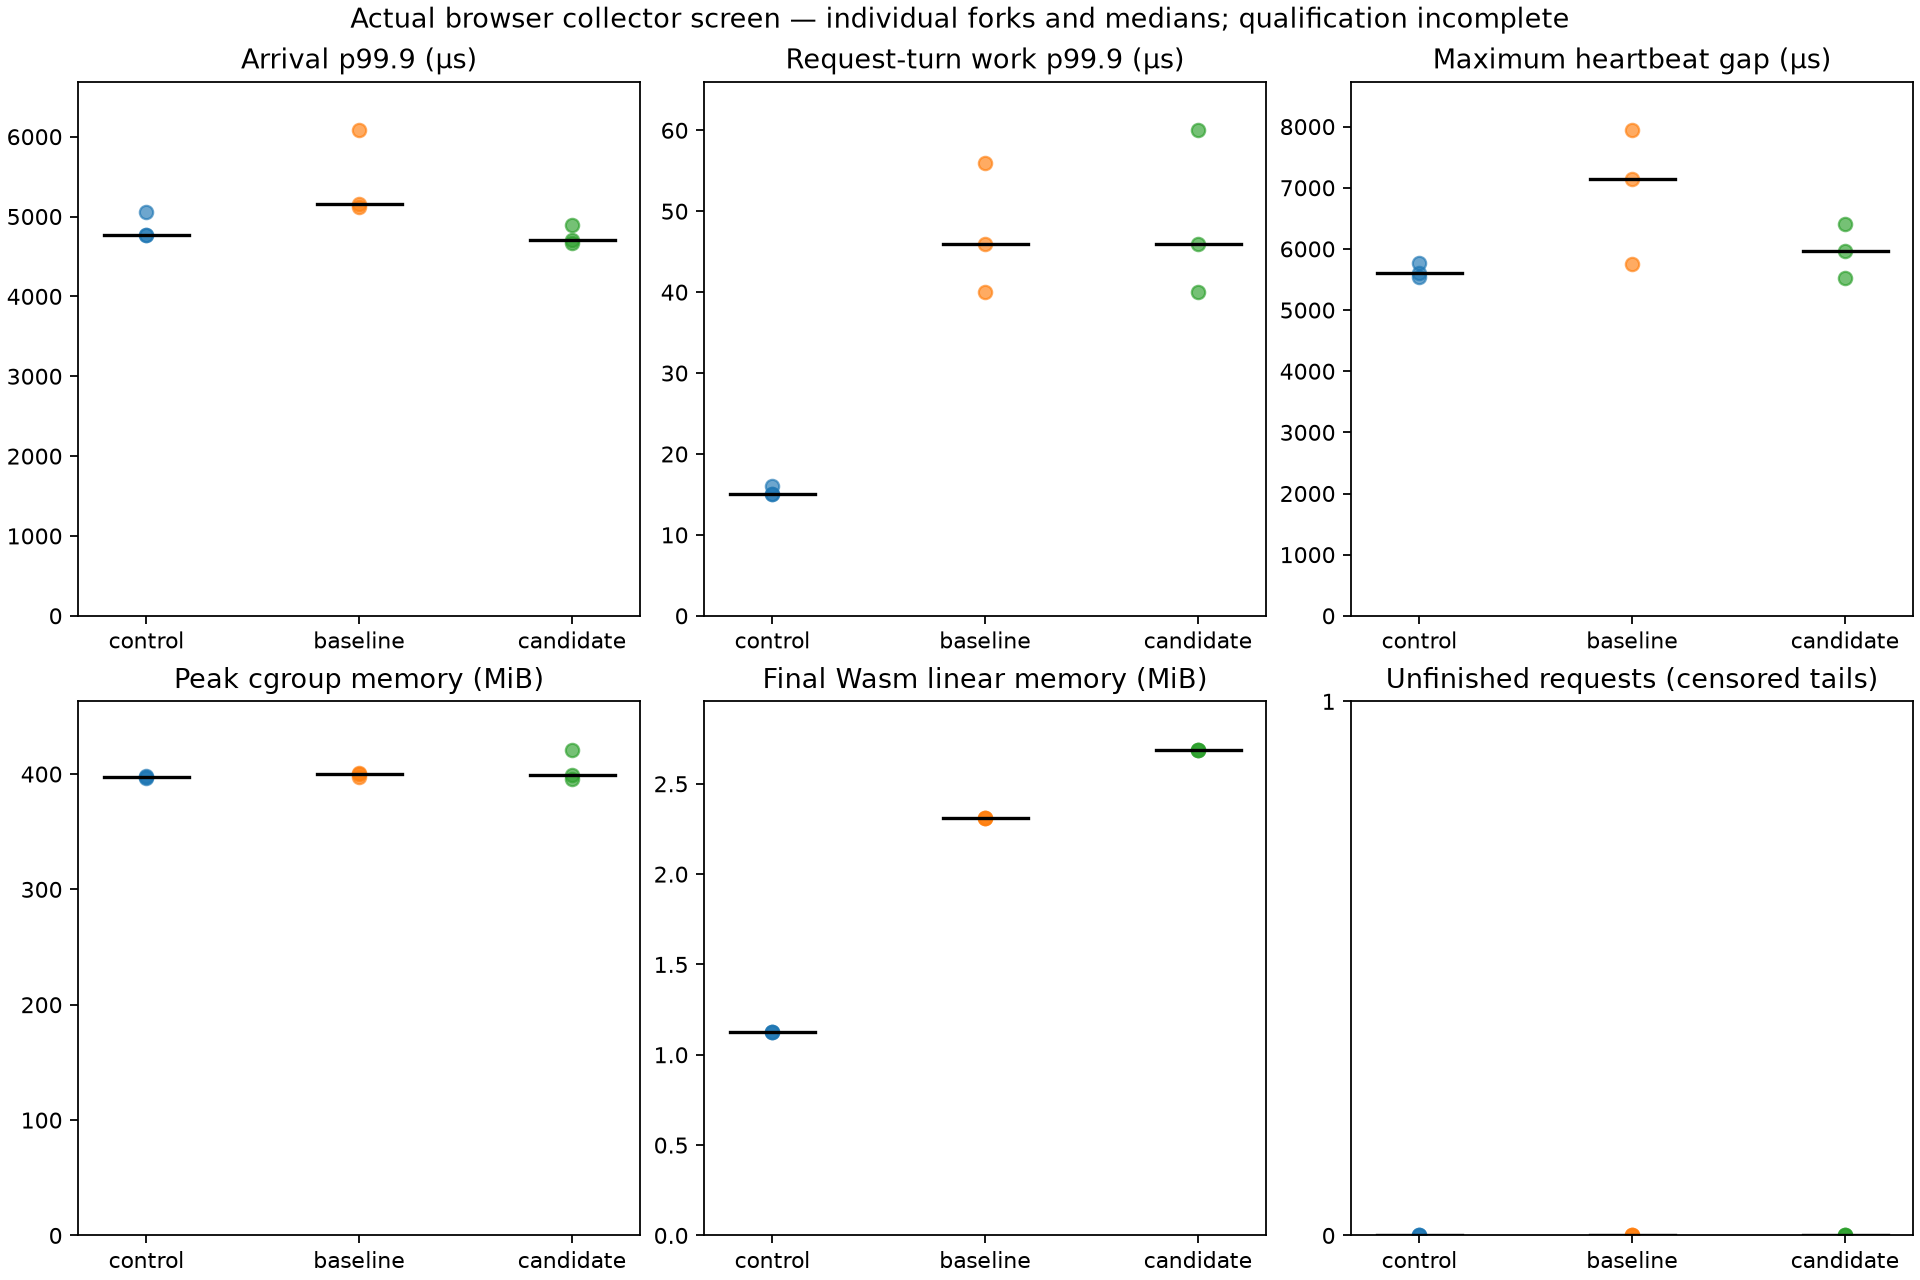 Actual browser collector screen — individual forks and medians; qualification incomplete
Arrival p99.9 (µs)
6000
5000
4000
3000
2000
1000
0
control baseline candidate
Request-turn work p99.9 (µs)
60
50
40
30
20
10
0
control baseline candidate
Maximum heartbeat gap (µs)
8000
7000
6000
5000
4000
3000
2000
1000
0
control baseline candidate
Peak cgroup memory (MiB)
400
300
200
100
0
control baseline candidate
Final Wasm linear memory (MiB)
2.5
2.0
1.5
1.0
0.5
0.0
control baseline candidate
Unfinished requests (censored tails)
1
0
control baseline candidate